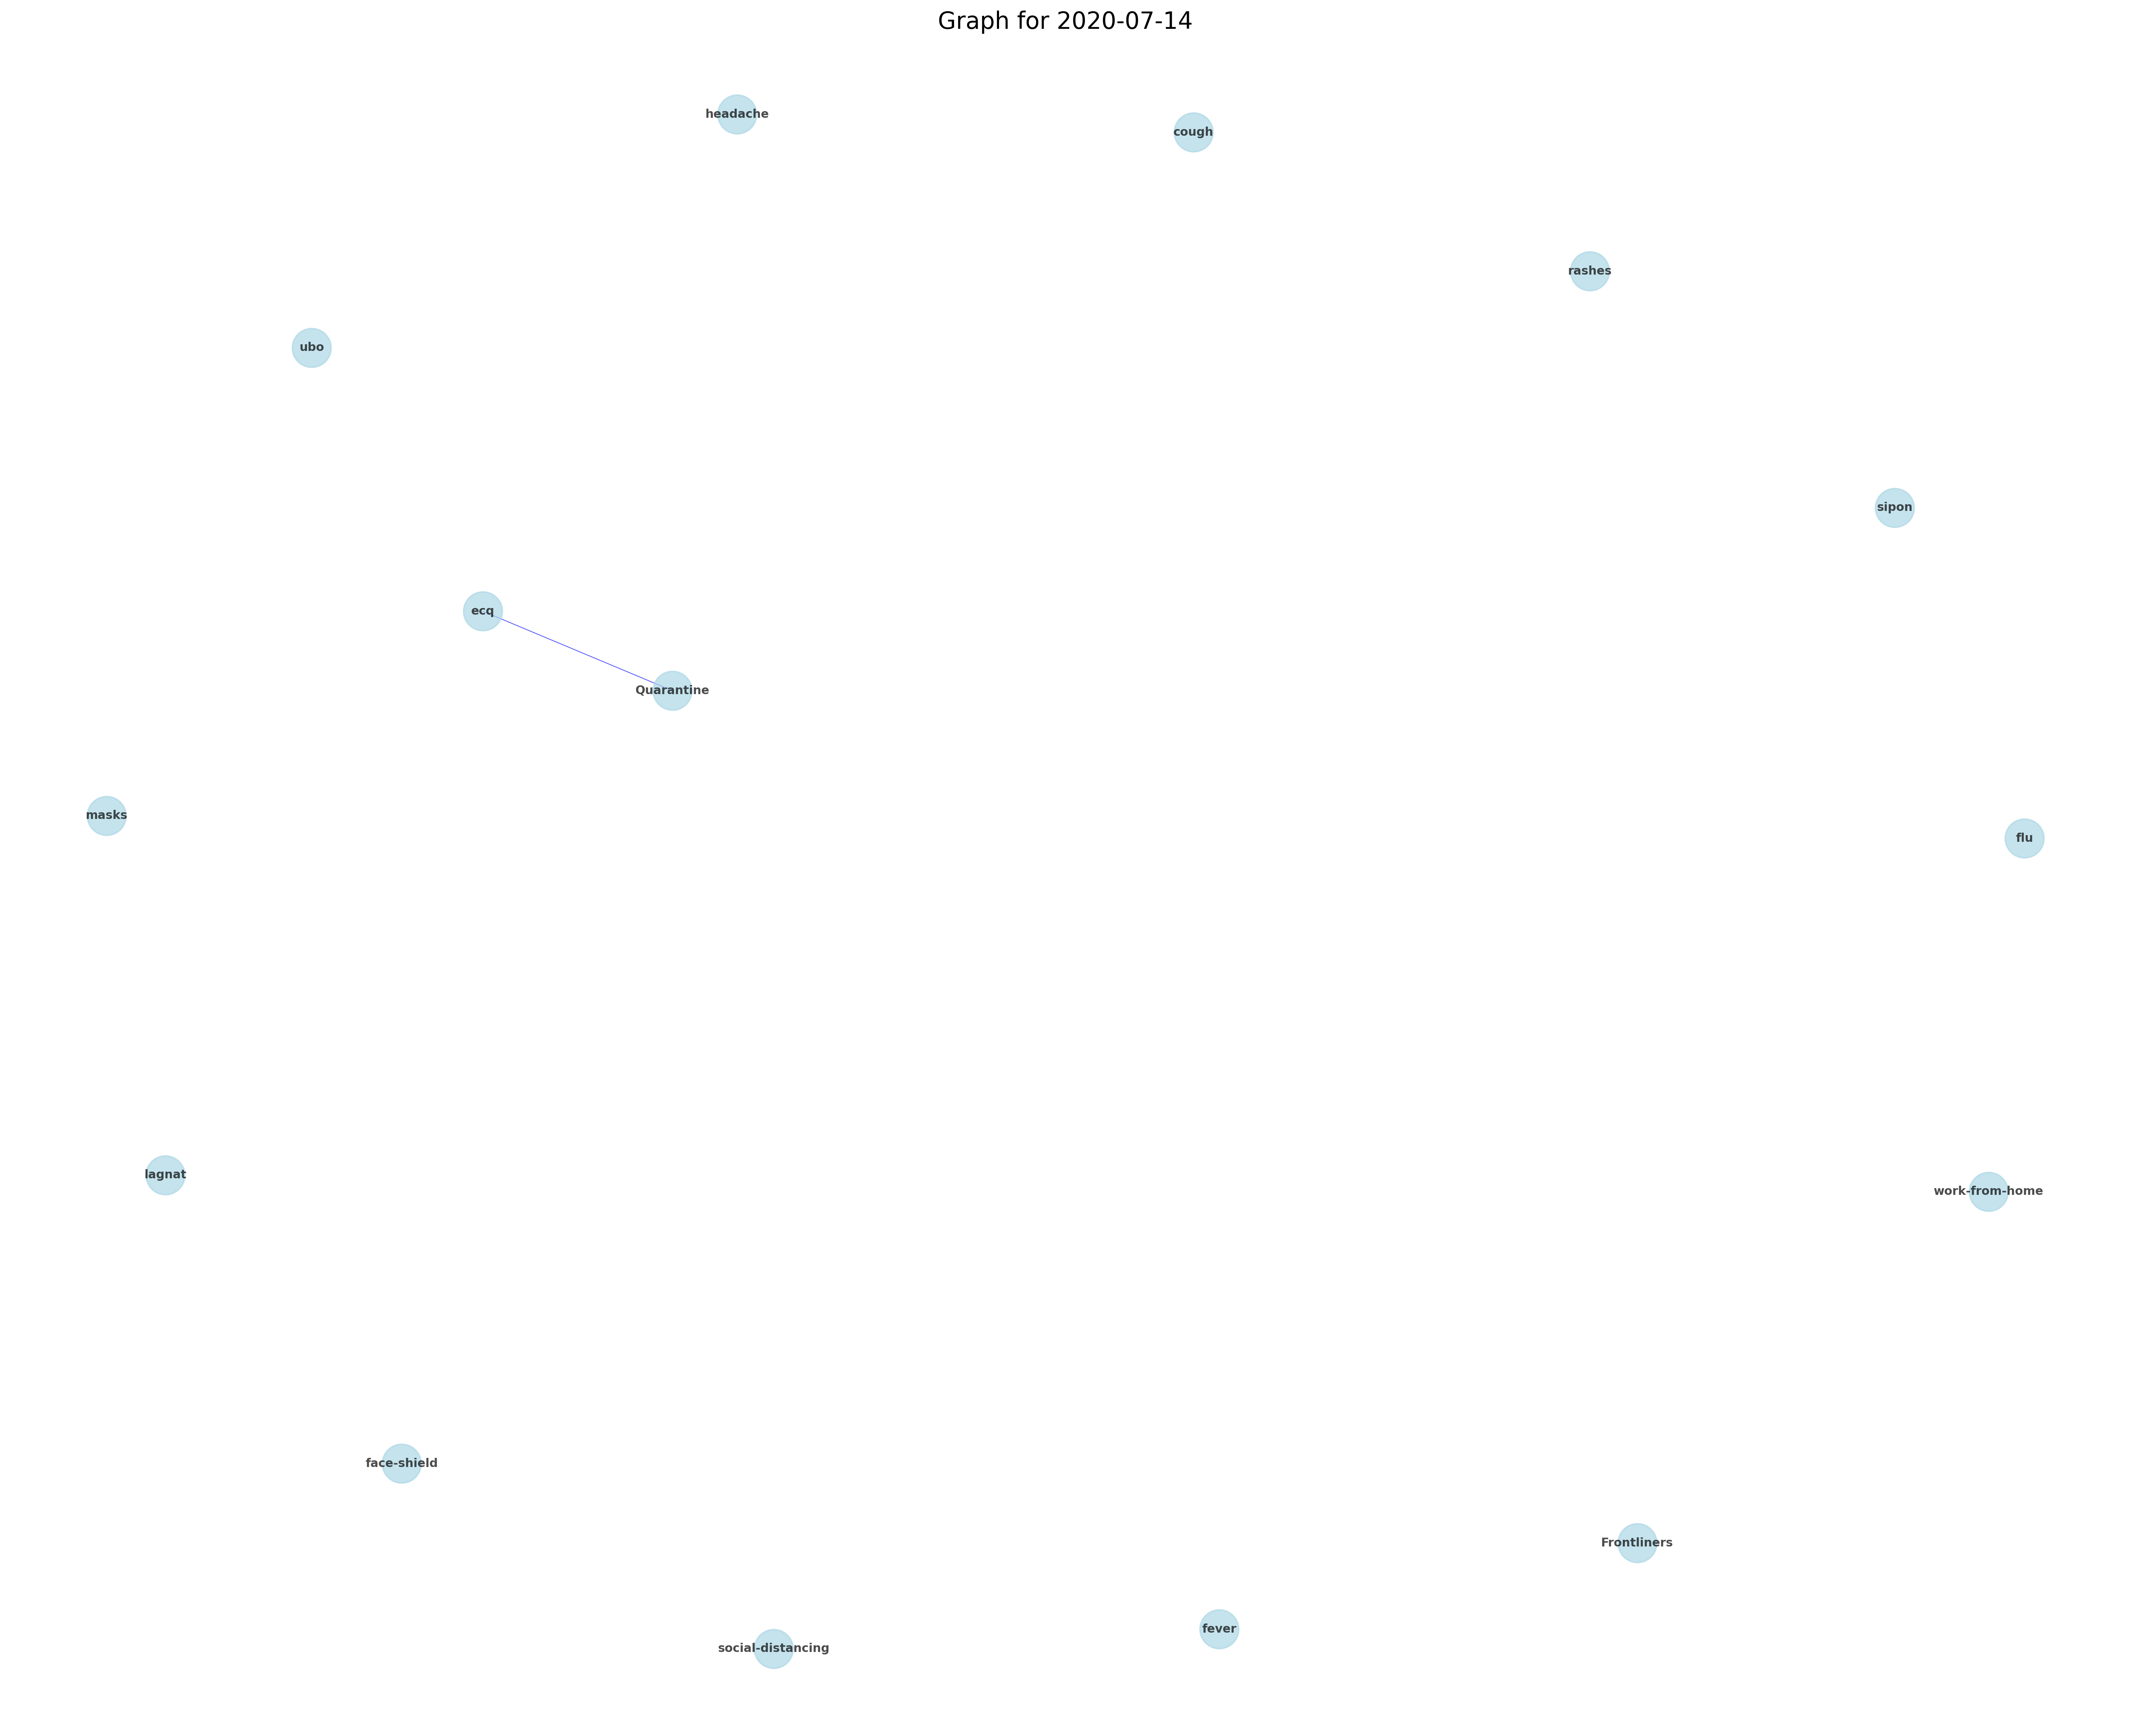 Graph for 2020-07-14
headache
cough
rashes
ubo
sipon
ecq
Quarantine
masks
flu
lagnat
work-from-home
face-shield
Frontliners
fever
social-distancing